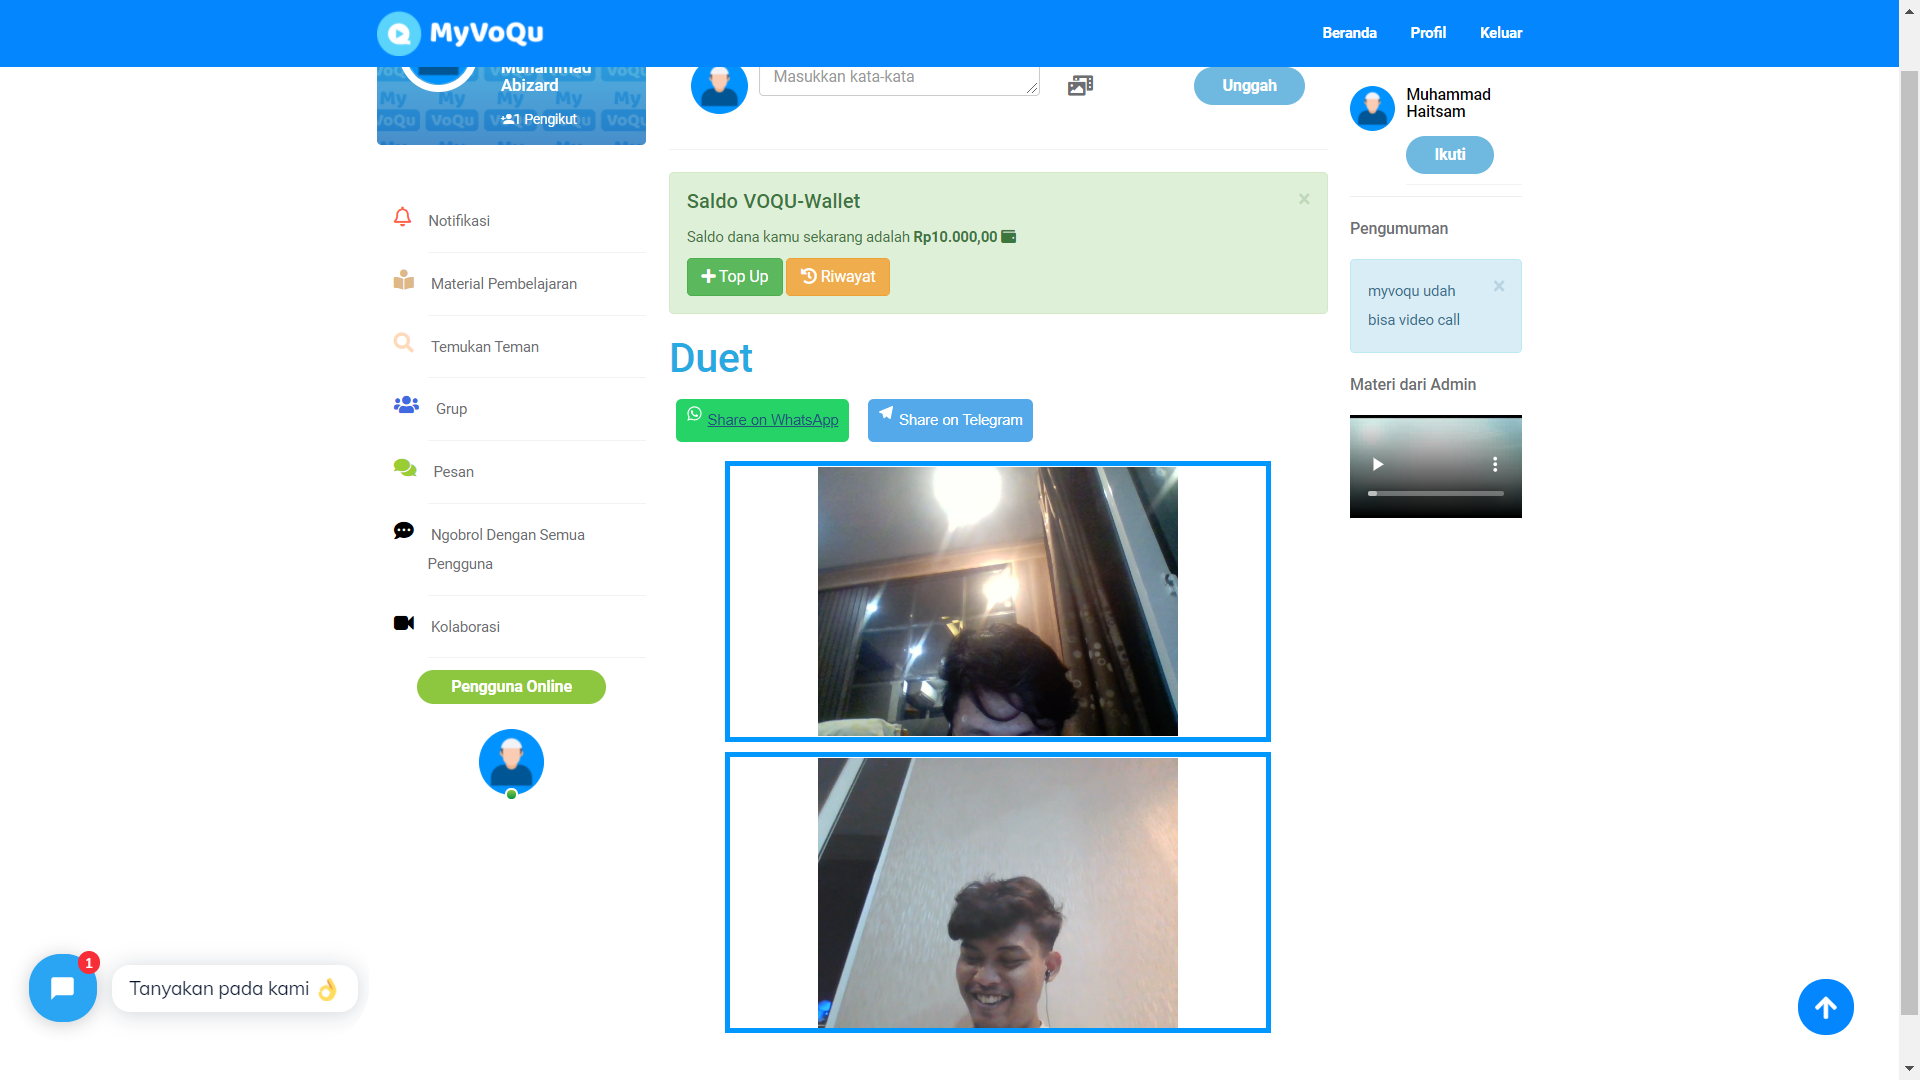 MyVoQu
Beranda
Profil
Keluar
Muhammad
Abizard
1 Pengikut
Notifikasi
Material Pembelajaran
Temukan Teman
Grup
Pesan
Ngobrol Dengan Semua
Pengguna
Kolaborasi
Pengguna Online
Masukkan kata-kata
Unggah
Saldo VOQU-Wallet
×
Saldo dana kamu sekarang adalah Rp10.000,00
Top Up
Riwayat
Duet
Share on WhatsApp
Share on Telegram
Muhammad
Haitsam
Ikuti
Pengumuman
myvoqu udah
bisa video call
×
Materi dari Admin
1
Tanyakan pada kami 👌